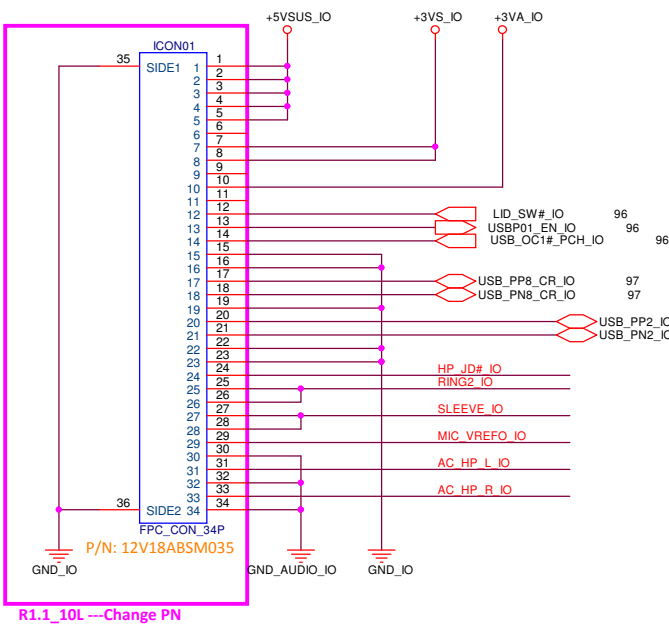 +5VSUS_IO +3VS_IO +3VA_IO
ICON01
35 SIDE1 1 1
2 2
3 3
4 4
5 5
6 6
7 7
8 8
9 9
10 10
11 11
12 12 LID_SW#_IO 96
13 13 USBP01_EN_IO 96
14 14 USB_OC1#_PCH_IO 96
15 15
16 16
17 17 USB_PP8_CR_IO 97
18 18 USB_PN8_CR_IO 97
19 19
20 20 USB_PP2_IO
21 21 USB_PN2_IO
22 22
23 23
24 24 HP_JD#_IO
25 25 RING2_IO
26 26
27 27 SLEEVE_IO
28 28
29 29 MIC_VREFO_IO
30 30
31 31 AC_HP_L_IO
32 32
33 33 AC_HP_R_IO
36 SIDE2 34 34
FPC_CON_34P
P/N: 12V18ABSM035
GND_IO GND_AUDIO_IO GND_IO
R1.1_10L ---Change PN